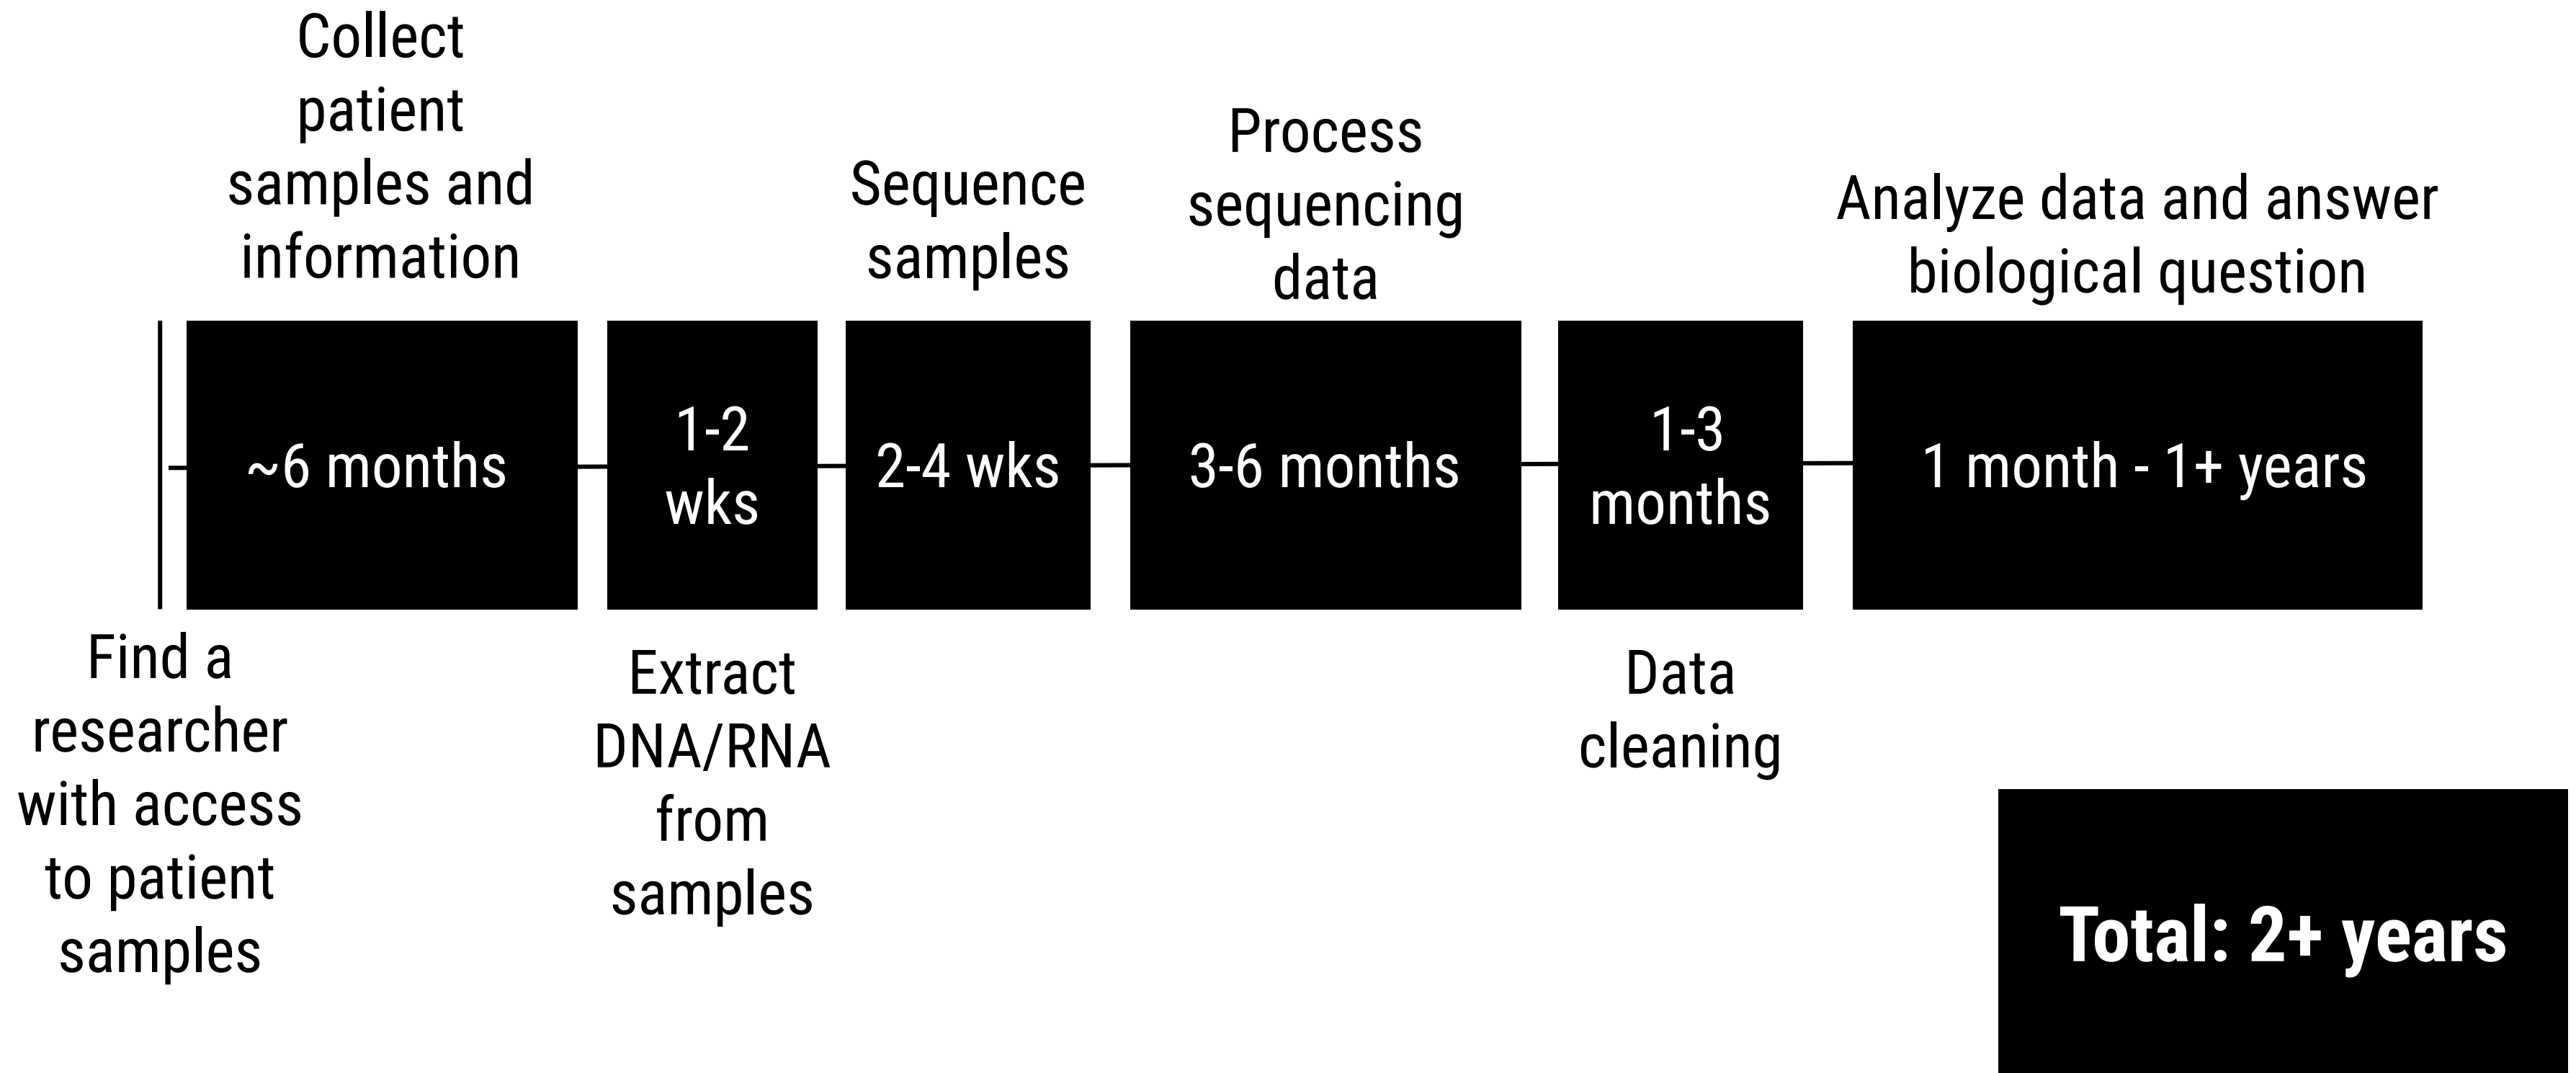 Collect
patient
samples and
information
Sequence
samples
Process
sequencing
data
Analyze data and answer
biological question
~6 months
1-2
wks
2-4 wks
3-6 months
1-3
months
1 month - 1+ years
Find a
researcher
with access
to patient
samples
Extract
DNA/RNA
from
samples
Data
cleaning
Total: 2+ years